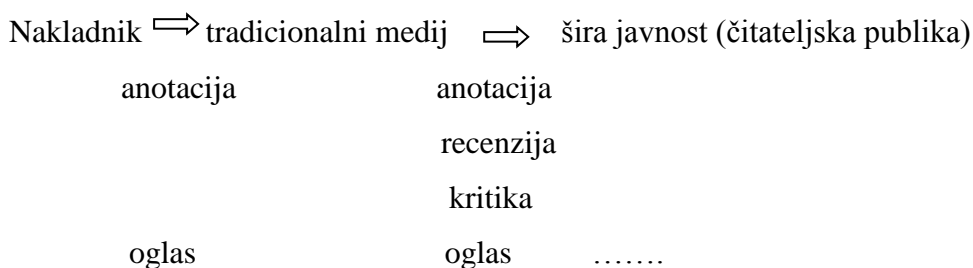 Nakladnik ⇨ tradicionalni medij ⇨ šira javnost (čitateljska publika)
anotacija anotacija
recenzija
kritika
oglas oglas …….